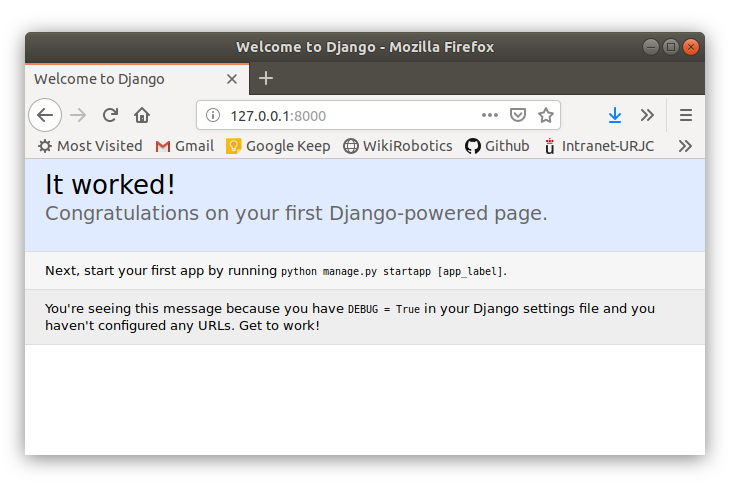 Welcome to Django - Mozilla Firefox
Welcome to Django
127.0.0.1:8000
Most Visited Gmail Google Keep WikiRobotics Github Intranet-URJC
It worked!
Congratulations on your first Django-powered page.
Next, start your first app by running python manage.py startapp [app_label].
You're seeing this message because you have DEBUG = True in your Django settings file and you
haven't configured any URLs. Get to work!